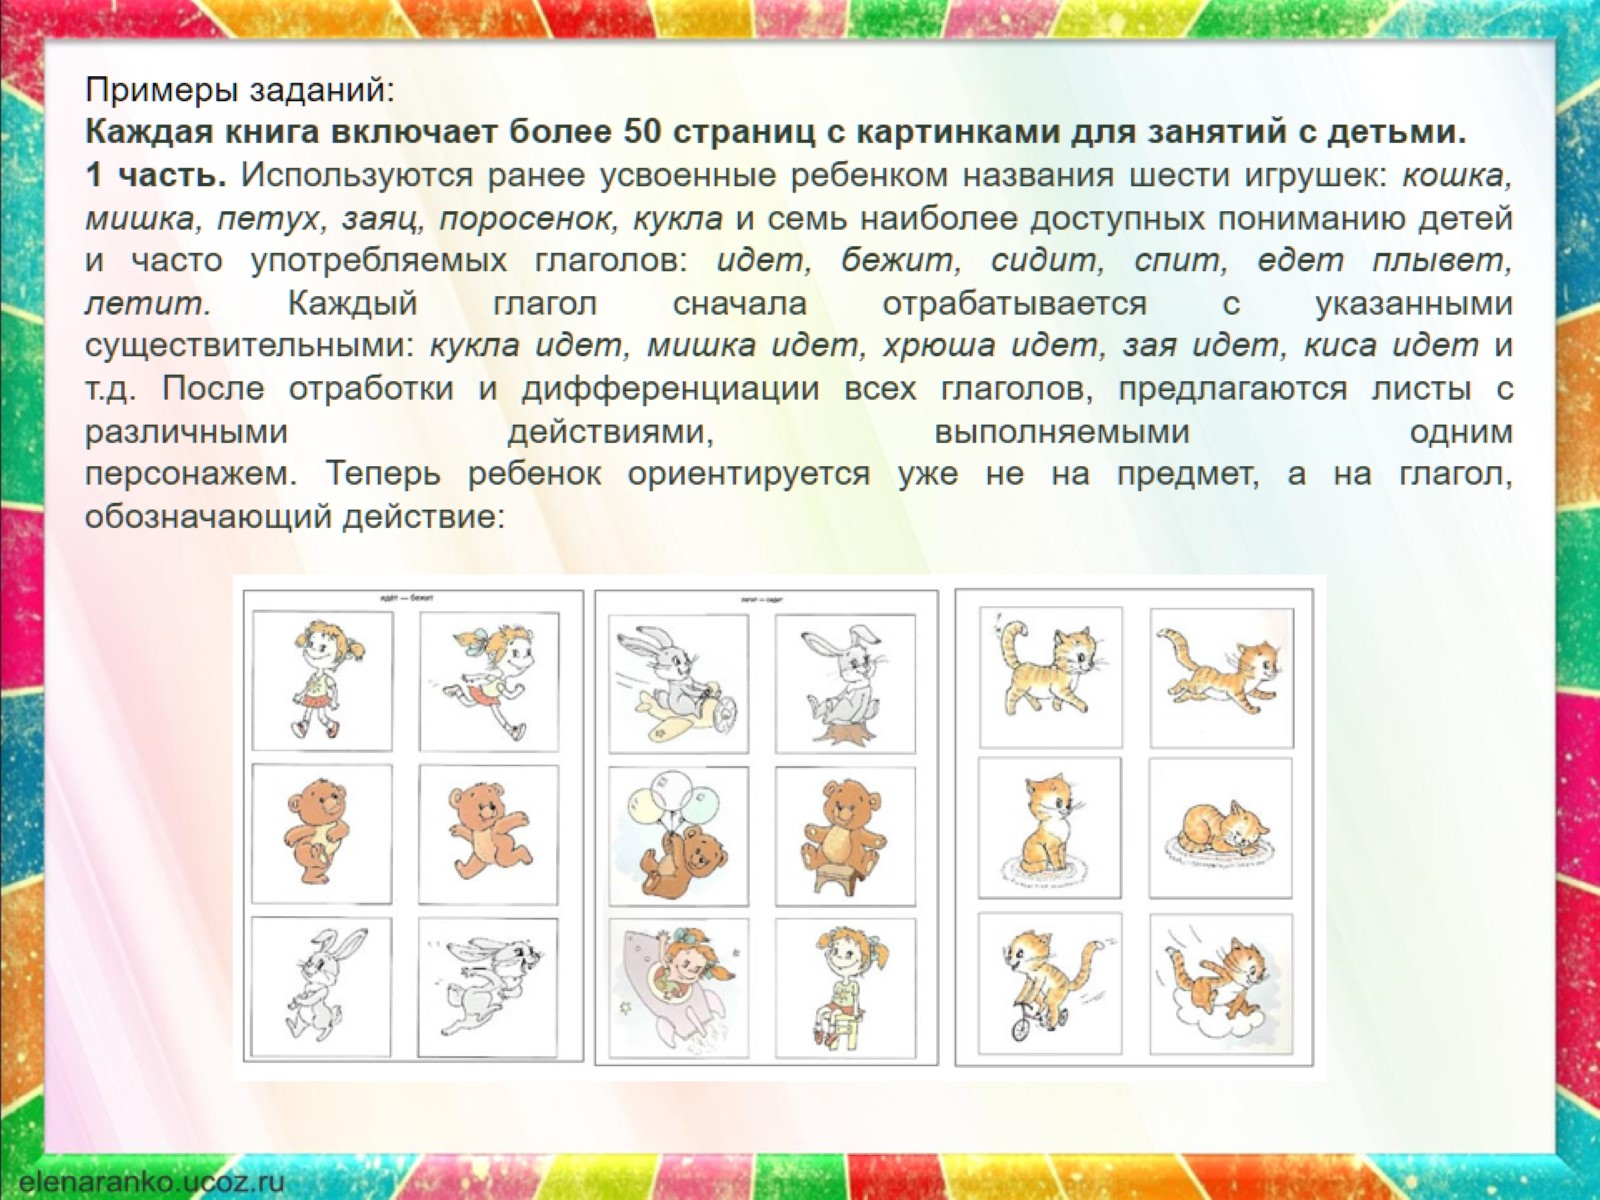 Примеры заданий:
Каждая книга включает более 50 страниц с картинками для занятий с детьми.
1 часть. Используются ранее усвоенные ребенком названия шести игрушек: кошка,
мишка, петух, заяц, поросенок, кукла и семь наиболее доступных пониманию детей
и часто употребляемых глаголов: идет, бежит, сидит, спит, едет плывет,
летит. Каждый глагол сначала отрабатывается с указанными
существительными: кукла идет, мишка идет, хрюша идет, зая идет, киса идет и
т.д. После отработки и дифференциации всех глаголов, предлагаются листы с
различными действиями, выполняемыми одним
персонажем. Теперь ребенок ориентируется уже не на предмет, а на глагол,
обозначающий действие:
идёт — бежит
летит — сидит
elenaranko.ucoz.ru